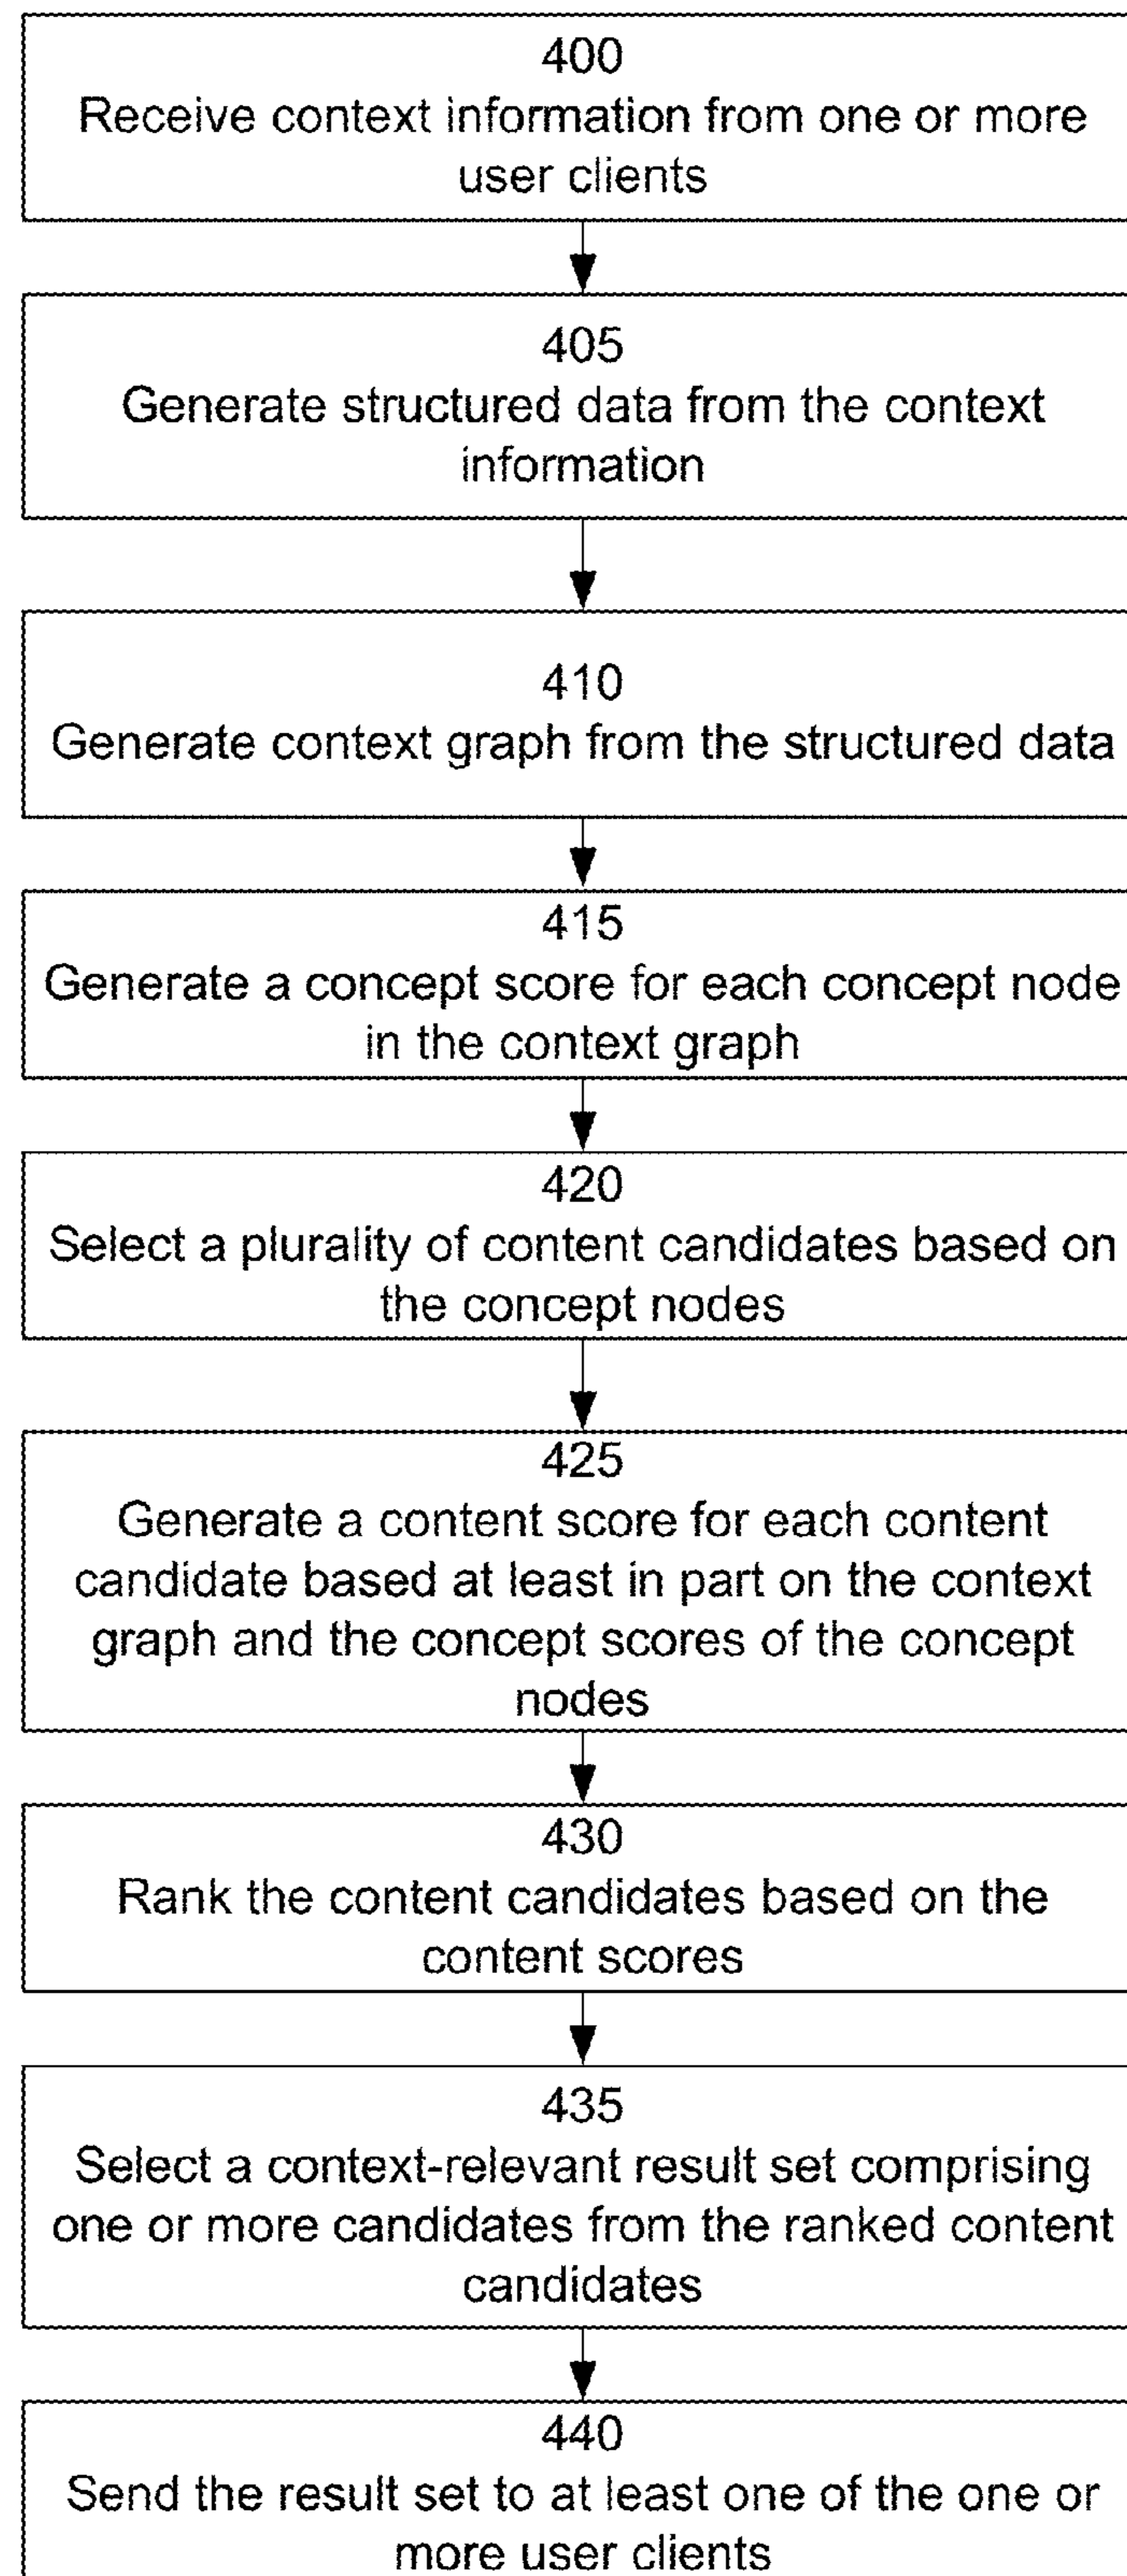 400
Receive context information from one or more
user clients
405
Generate structured data from the context
information
410
Generate context graph from the structured data
415
Generate a concept score for each concept node
in the context graph
420
Select a plurality of content candidates based on
the concept nodes
425
Generate a content score for each content
candidate based at least in part on the context
graph and the concept scores of the concept
nodes
430
Rank the content candidates based on the
content scores
435
Select a context-relevant result set comprising
one or more candidates from the ranked content
candidates
440
Send the result set to at least one of the one or
more user clients